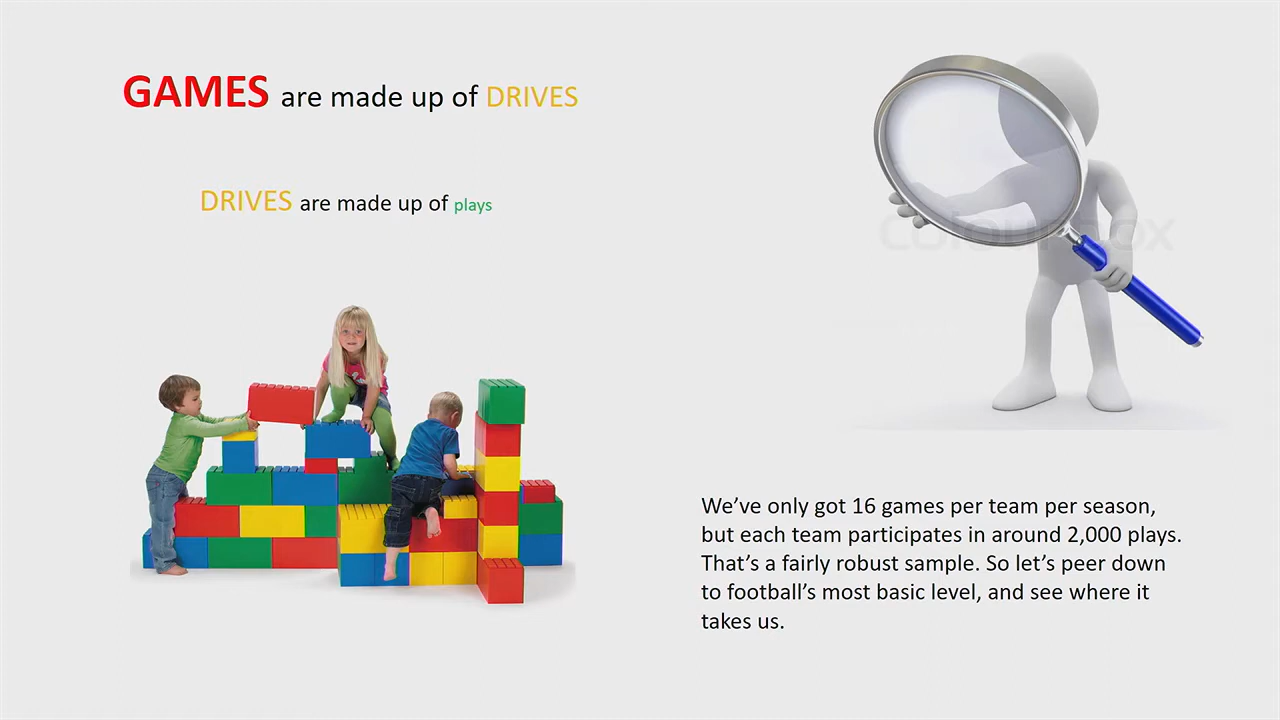 GAMES are made up of DRIVES
DRIVES are made up of plays
colourbox
We've only got 16 games per team per season,
but each team participates in around 2,000 plays.
That's a fairly robust sample. So let's peer down
to football's most basic level, and see where it
takes us.